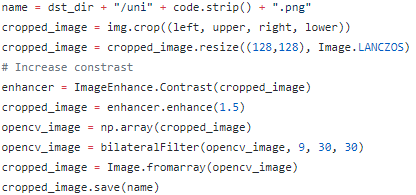 name = dst_dir + "/uni" + code.strip() + ".png"
cropped_image = img.crop((left, upper, right, lower))
cropped_image = cropped_image.resize((128,128), Image.LANCZOS)
# Increase constrast
enhancer = ImageEnhance.Contrast(cropped_image)
cropped_image = enhancer.enhance(1.5)
opencv_image = np.array(cropped_image)
opencv_image = bilateralFilter(opencv_image, 9, 30, 30)
cropped_image = Image.fromarray(opencv_image)
cropped_image.save(name)